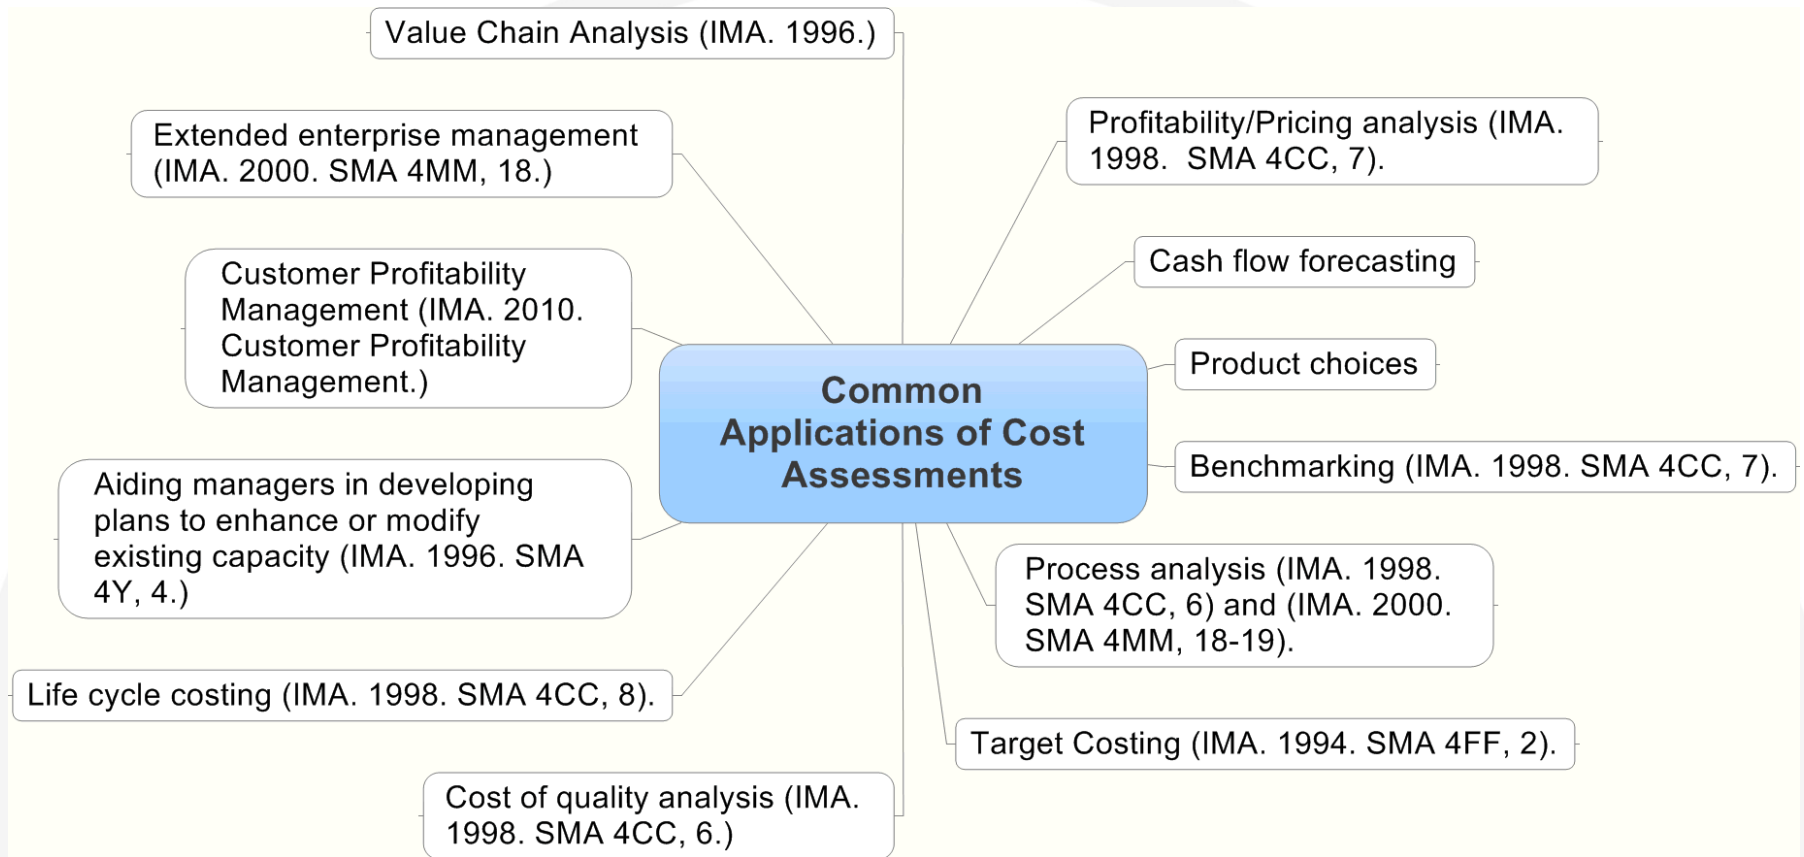 Value Chain Analysis (IMA. 1996.)
Extended enterprise management
(IMA. 2000. SMA 4MM, 18.)
Customer Profitability
Management (IMA. 2010.
Customer Profitability
Management.)
Aiding managers in developing
plans to enhance or modify
existing capacity (IMA. 1996. SMA
4Y, 4.)
Life cycle costing (IMA. 1998. SMA 4CC, 8).
Cost of quality analysis (IMA.
1998. SMA 4CC, 6.)
Common
Applications of Cost
Assessments
Profitability/Pricing analysis (IMA.
1998.  SMA 4CC, 7).
Cash flow forecasting
Product choices
Benchmarking (IMA. 1998. SMA 4CC, 7).
Process analysis (IMA. 1998.
SMA 4CC, 6) and (IMA. 2000.
SMA 4MM, 18-19).
Target Costing (IMA. 1994. SMA 4FF, 2).